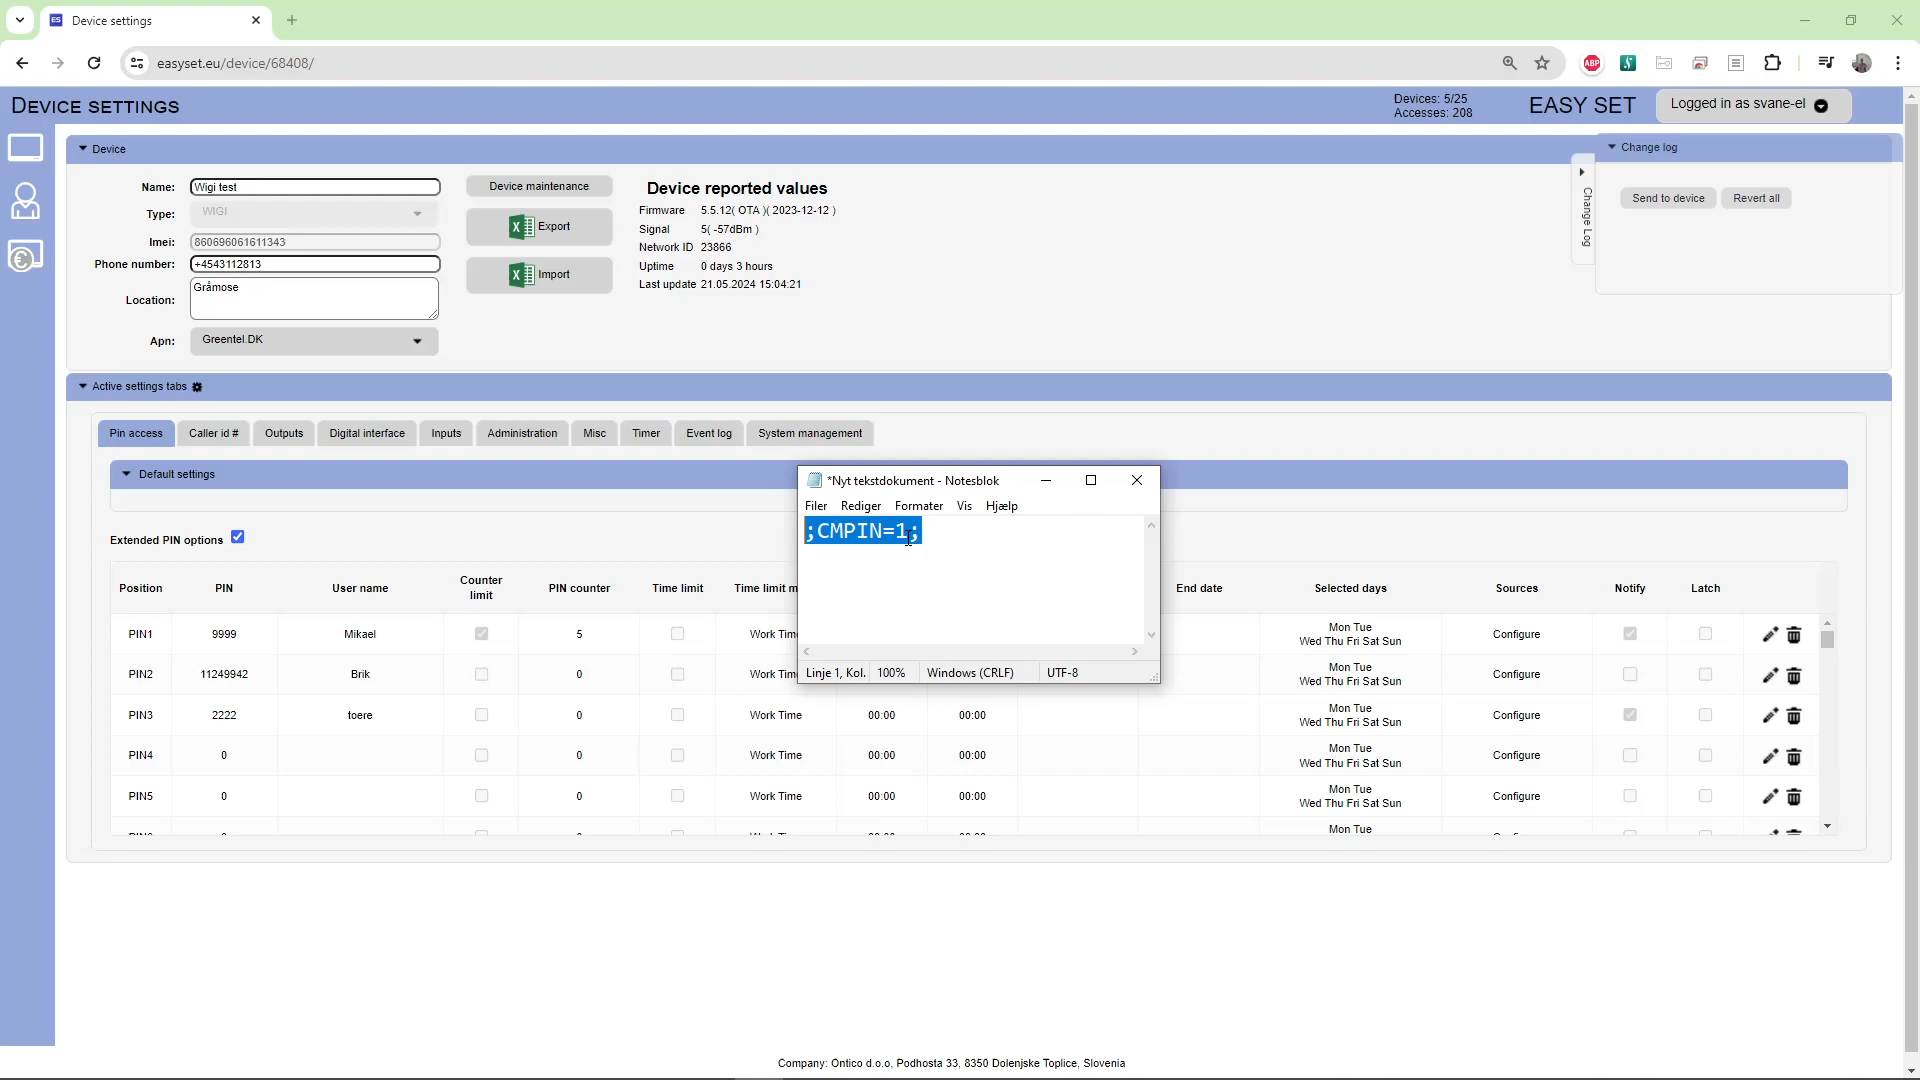 Device settings
easyset.eu/device/68408/
ABP
DEVICE SETTINGS
Devices: 5/25
Accesses: 208
EASY SET
Logged in as svane-el
Device
Change log
Name:
Wigi test
Device maintenance
Device reported values
Send to device
Revert all
Change Log
Type:
WIGI
Firmware 5.5.12( OTA )( 2023-12-12 )
Export
Signal 5( -57dBm )
Imei:
860696061611343
Network ID 23866
Phone number:
+4543112813
Uptime 0 days 3 hours
Import
Last update 21.05.2024 15:04:21
Location:
Gråmose
Apn:
Greentel.DK
Active settings tabs
Pin access Caller id # Outputs Digital interface Inputs Administration Misc Timer Event log System management
Default settings
*Nyt tekstdokument - Notesblok
Filer Rediger Formater Vis Hjælp
;CMPIN=1;
Linje 1, Kol. 100% Windows (CRLF) UTF-8
Extended PIN options
Position PIN User name Counter limit PIN counter Time limit Time limit m End date Selected days Sources Notify Latch
PIN1 9999 Mikael 5 Work Time Mon Tue Wed Thu Fri Sat Sun Configure
PIN2 11249942 Brik 0 Work Time Mon Tue Wed Thu Fri Sat Sun Configure
PIN3 2222 toere 0 Work Time 00:00 00:00 Mon Tue Wed Thu Fri Sat Sun Configure
PIN4 0 0 Work Time 00:00 00:00 Mon Tue Wed Thu Fri Sat Sun Configure
PIN5 0 0 Work Time 00:00 00:00 Mon Tue Wed Thu Fri Sat Sun Configure
Mon Tue
Company: Ontico d.o.o, Podhosta 33, 8350 Dolenjske Toplice, Slovenia